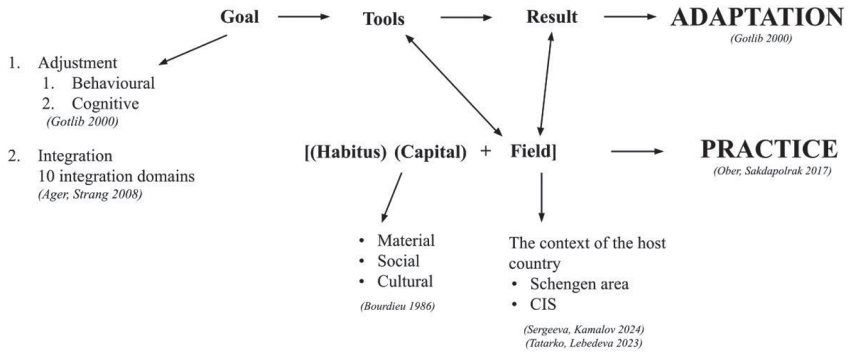 Goal Tools Result ADAPTATION
(Gotlib 2000)
1. Adjustment
1. Behavioural
2. Cognitive
(Gotlib 2000)
2. Integration
10 integration domains
(Ager, Strang 2008)
[(Habitus) (Capital) + Field] PRACTICE
(Ober, Sakdapolrak 2017)
• Material
• Social
• Cultural
(Bourdieu 1986)
The context of the host
country
• Schengen area
• CIS
(Sergeeva, Kamalov 2024)
(Tatarko, Lebedeva 2023)